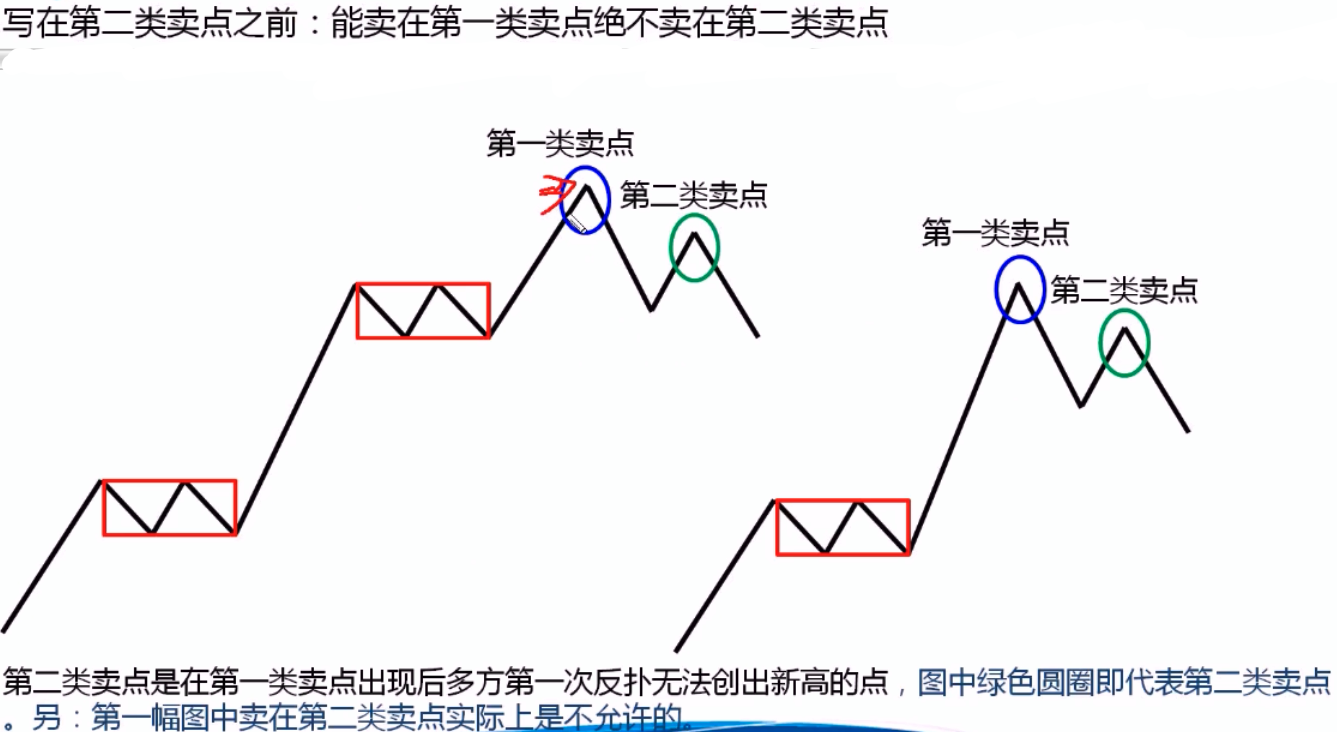 写在第二类卖点之前：能卖在第一类卖点绝不卖在第二类卖点
第一类卖点
第二类卖点
第一类卖点
第二类卖点
第二类卖点是在第一类卖点出现后多方第一次反扑无法创出新高的点，图中绿色圆圈即代表第二类卖点
。另：第一幅图中卖在第二类卖点实际上是不允许的。